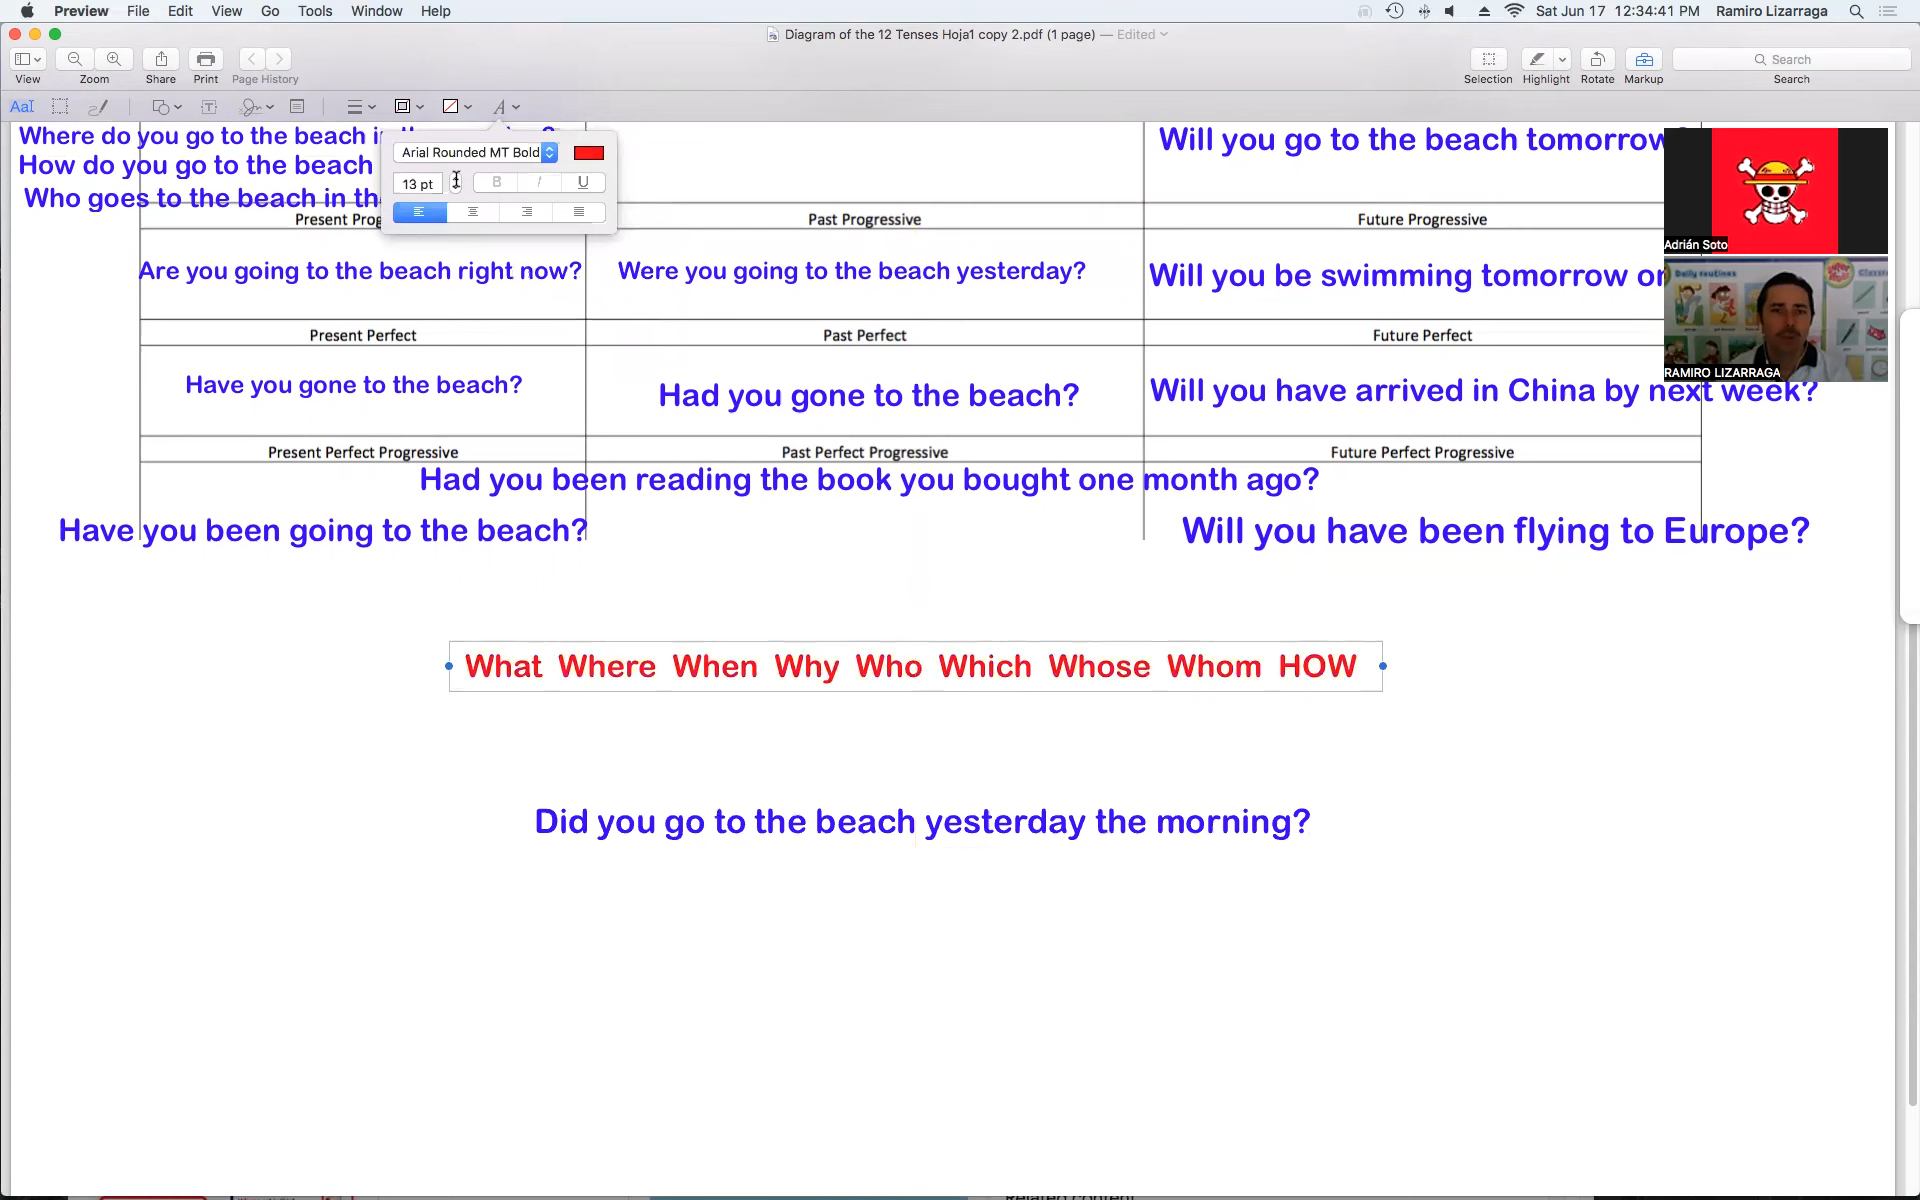 Preview File Edit View Go Tools Window Help Sat Jun 17 12:34:41 PM Ramiro Lizarraga
Diagram of the 12 Tenses Hoja1 copy 2.pdf (1 page) — Edited
View Zoom Share Print Page History Selection Highlight Rotate Markup Search
Search
AaI T A
Where do you go to the beach
How do you go to the beach
Who goes to the beach in
Arial Rounded MT Bold
13 pt B I U
Will you go to the beach tomorrow
Adrián Soto
Present Past Progressive Future Progressive
Are you going to the beach right now? Were you going to the beach yesterday? Will you be swimming tomorrow
Daily routines
RAMIRO LIZARRAGA
Present Perfect Past Perfect Future Perfect
Have you gone to the beach? Had you gone to the beach? Will you have arrived in China by next week?
Present Perfect Progressive Past Perfect Progressive Future Perfect Progressive
Had you been reading the book you bought one month ago?
Have you been going to the beach? Will you have been flying to Europe?
What Where When Why Who Which Whose Whom HOW
Did you go to the beach yesterday the morning?